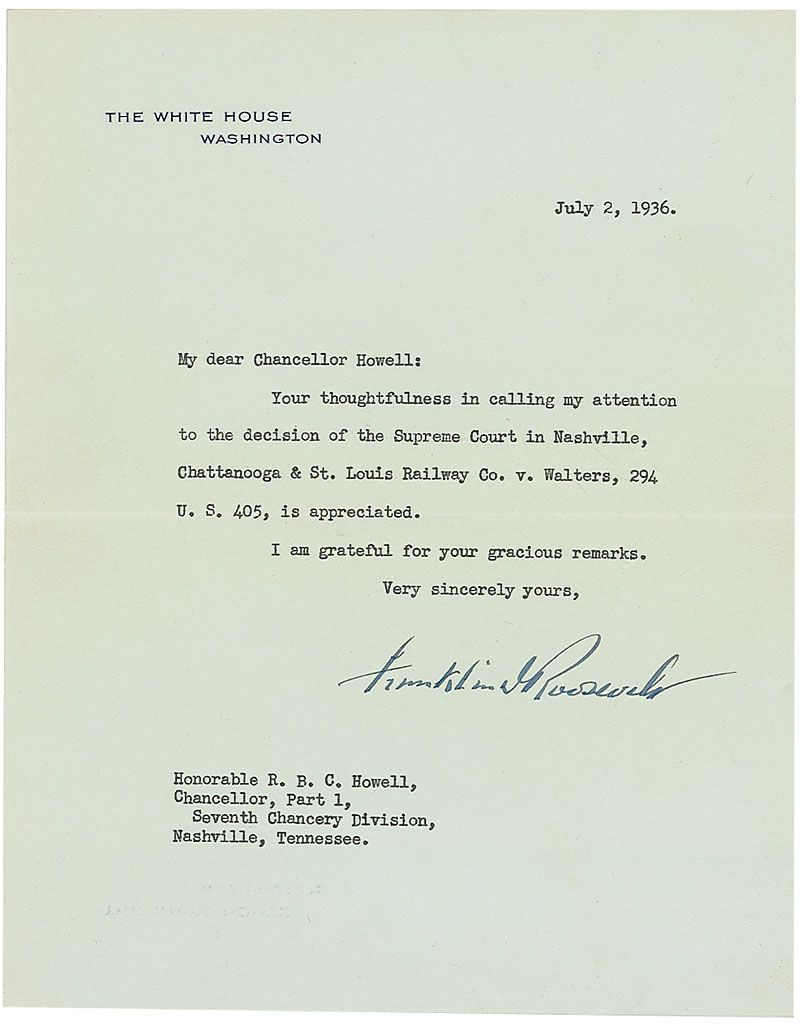 THE WHITE HOUSE
WASHINGTON
July 2, 1936.
My dear Chancellor Howell:
Your thoughtfulness in calling my attention
to the decision of the Supreme Court in Nashville,
Chattanooga & St. Louis Railway Co. v. Walters, 294
U. S. 405, is appreciated.
I am grateful for your gracious remarks.
Very sincerely yours,
Franklin D Roosevelt
Honorable R. B. C. Howell,
Chancellor, Part 1,
Seventh Chancery Division,
Nashville, Tennessee.